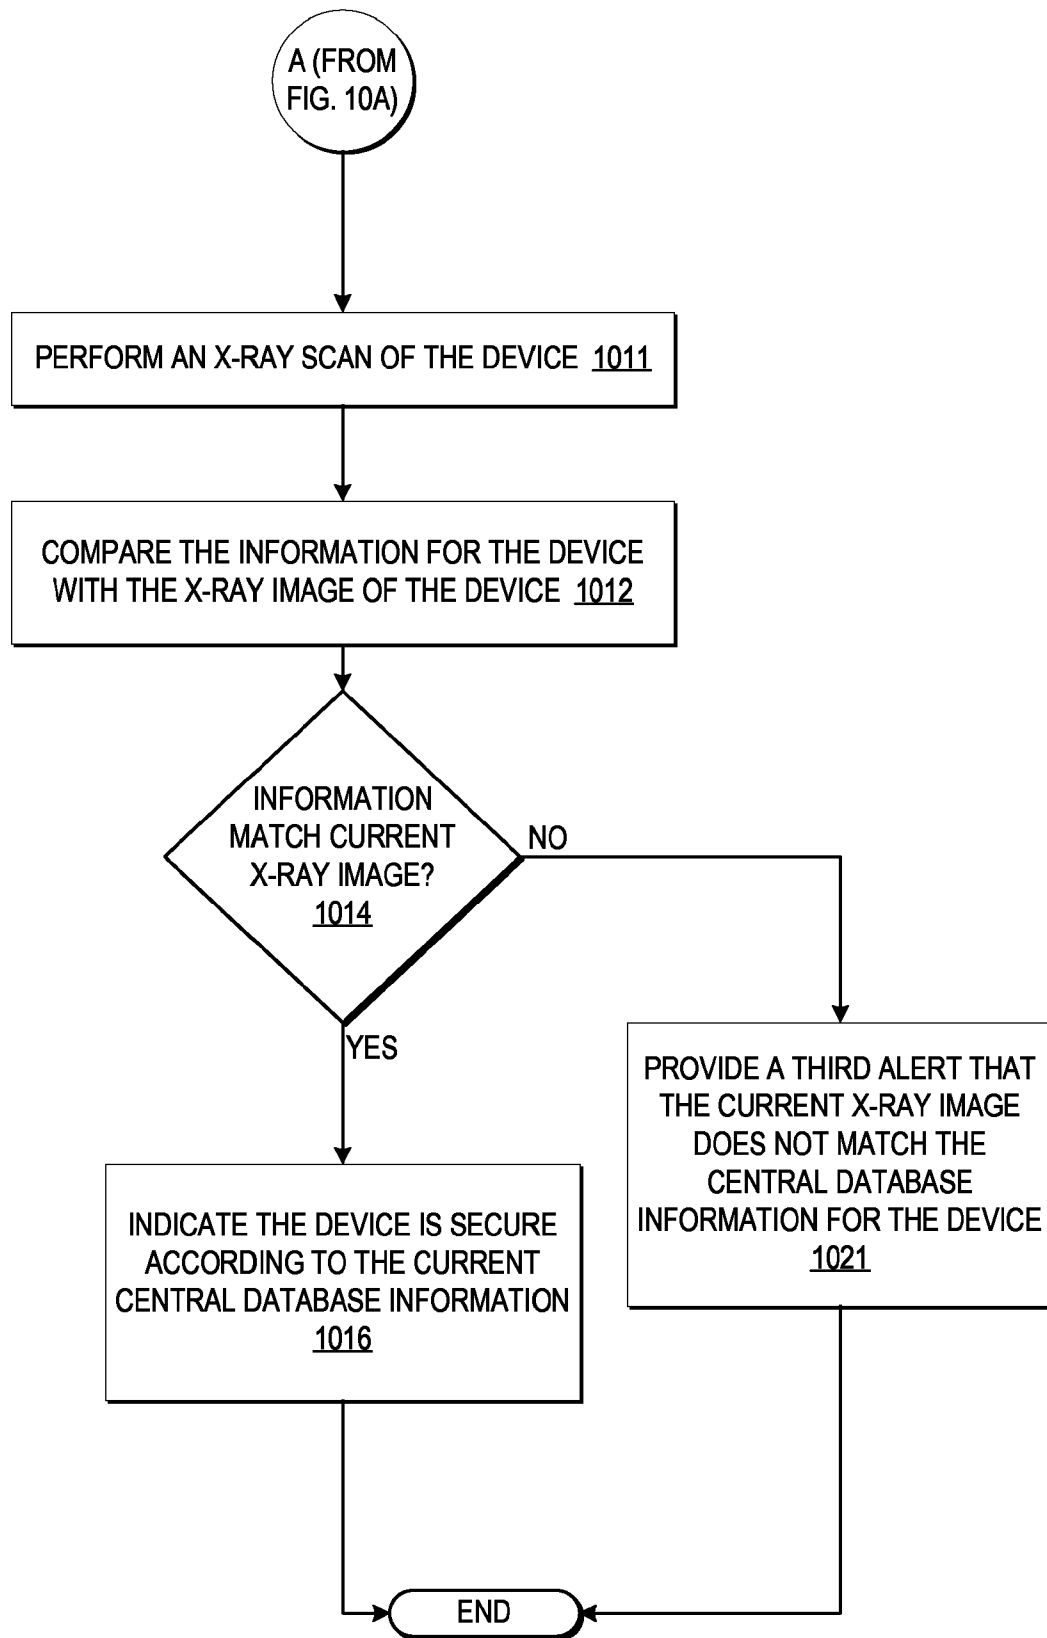 A (FROM
FIG. 10A)
PERFORM AN X-RAY SCAN OF THE DEVICE 1011
COMPARE THE INFORMATION FOR THE DEVICE
WITH THE X-RAY IMAGE OF THE DEVICE 1012
INFORMATION
MATCH CURRENT
X-RAY IMAGE?
1014
NO
YES
PROVIDE A THIRD ALERT THAT
THE CURRENT X-RAY IMAGE
DOES NOT MATCH THE
CENTRAL DATABASE
INFORMATION FOR THE DEVICE
1021
INDICATE THE DEVICE IS SECURE
ACCORDING TO THE CURRENT
CENTRAL DATABASE INFORMATION
1016
END